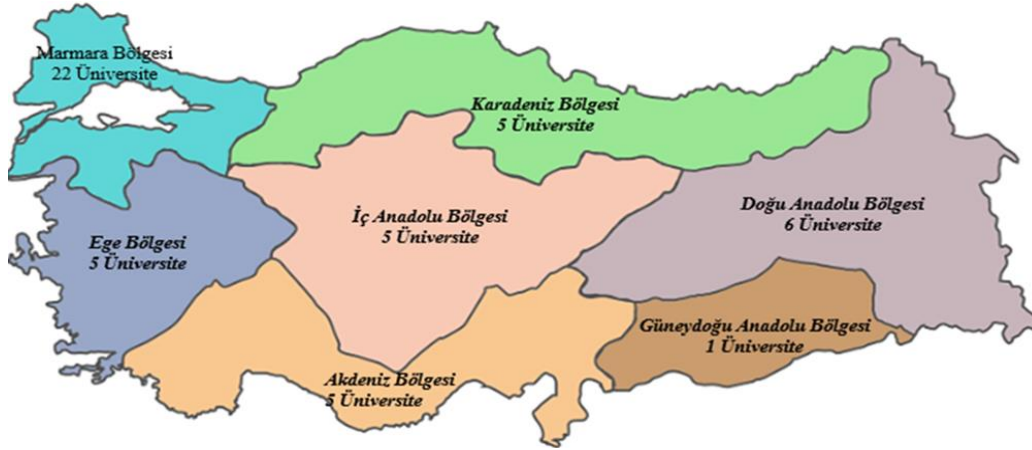 Marmara Bölgesi
22 Üniversite
Karadeniz Bölgesi
5 Üniversite
İç Anadolu Bölgesi
5 Üniversite
Doğu Anadolu Bölgesi
6 Üniversite
Ege Bölgesi
5 Üniversite
Güneydoğu Anadolu Bölgesi
1 Üniversite
Akdeniz Bölgesi
5 Üniversite